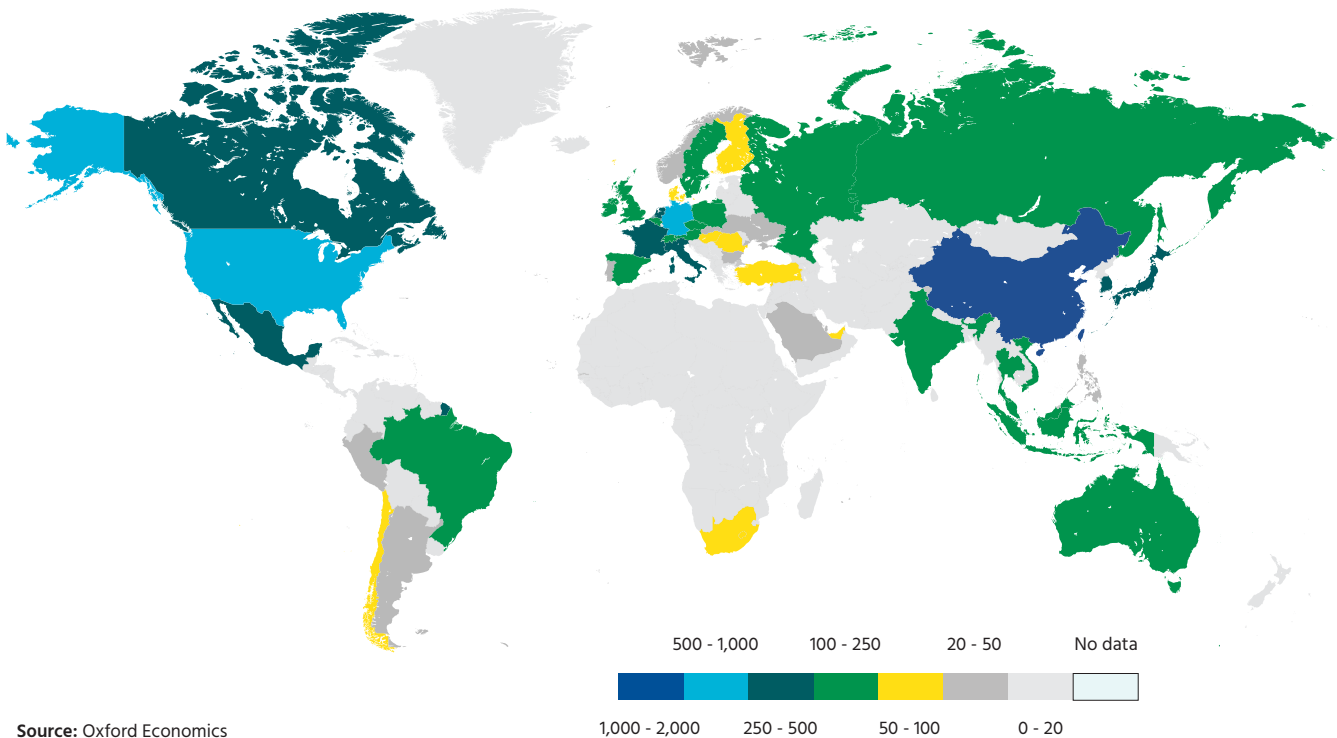 500 - 1,000 100 - 250 20 - 50 No data
1,000 - 2,000 250 - 500 50 - 100 0 - 20
Source: Oxford Economics